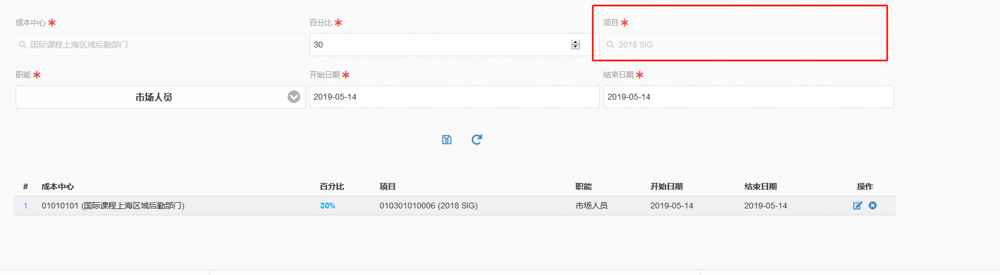 成本中心 * 百分比 * 项目 *
国际课程上海区域后勤部门 30 2018 SIG
职能 * 开始日期 * 结束日期 *
市场人员 2019-05-14 2019-05-14
# 成本中心 百分比 项目 职能 开始日期 结束日期 操作
1 01010101 (国际课程上海区域后勤部门) 30% 010301010006 (2018 SIG) 市场人员 2019-05-14 2019-05-14